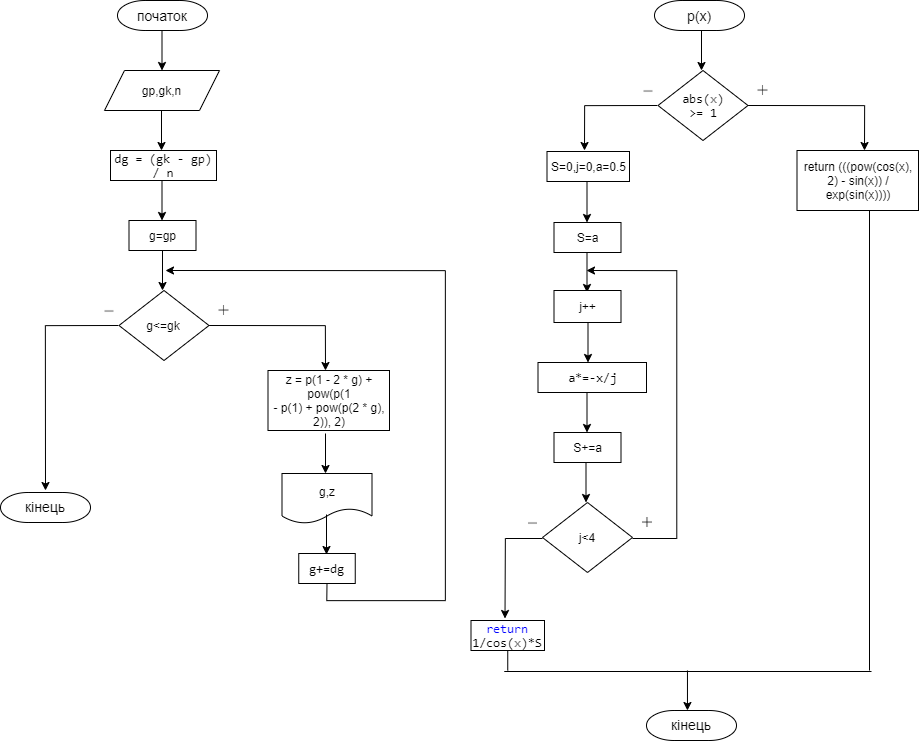 початок
gp,gk,n
dg = (gk - gp)
/ n
g=gp
−
+
g<=gk
z = p(1 - 2 * g) +
pow(p(1
- p(1) + pow(p(2 * g),
2)), 2)
кінець
g,z
g+=dg
p(x)
−
+
abs(x)
>= 1
S=0,j=0,a=0.5
return (((pow(cos(x),
2) - sin(x)) /
exp(sin(x))))
S=a
j++
a*=-x/j
S+=a
−
+
j<4
return
1/cos(x)*S
кінець